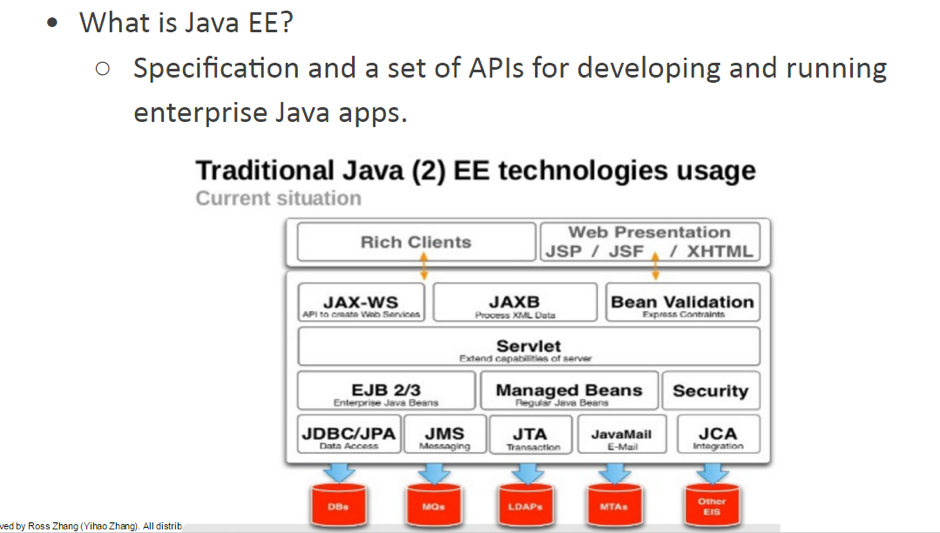 • What is Java EE?
○ Specification and a set of APIs for developing and running
enterprise Java apps.
Traditional Java (2) EE technologies usage
Current situation
Rich Clients
Web Presentation
JSP / JSF / XHTML
JAX-WS
API to create Web Services
JAXB
Process XML Data
Bean Validation
Express Contraints
Servlet
Extend capabilities of server
EJB 2/3
Enterprise Java Beans
Managed Beans
Regular Java Beans
Security
JDBC/JPA
Data Access
JMS
Messaging
JTA
Transaction
JavaMail
E-Mail
JCA
Integration
DBs
MQs
LDAPs
MTAs
Other
EIS
ved by Ross Zhang (Yihao Zhang). All distrib